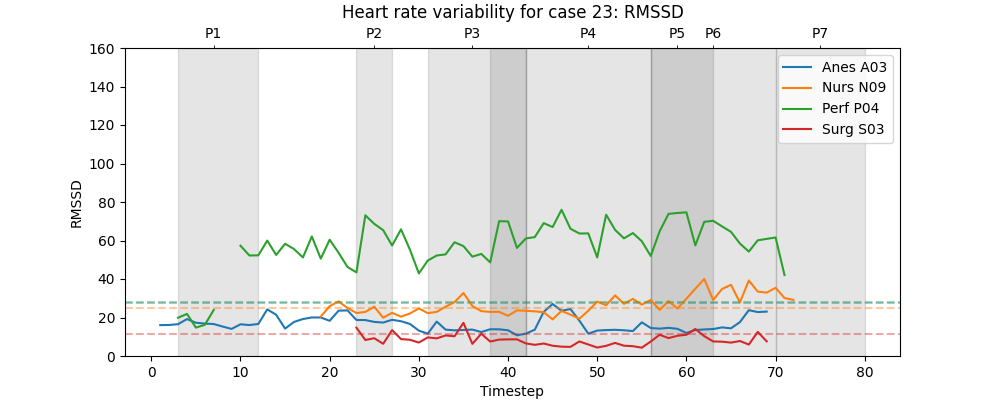 Heart rate variability for case 23: RMSSD
P1 P2 P3 P4 P5 P6 P7
160
140
120
100
80
60
40
20
0
RMSSD
Anes A03
Nurs N09
Perf P04
Surg S03
0 10 20 30 40 50 60 70 80
Timestep